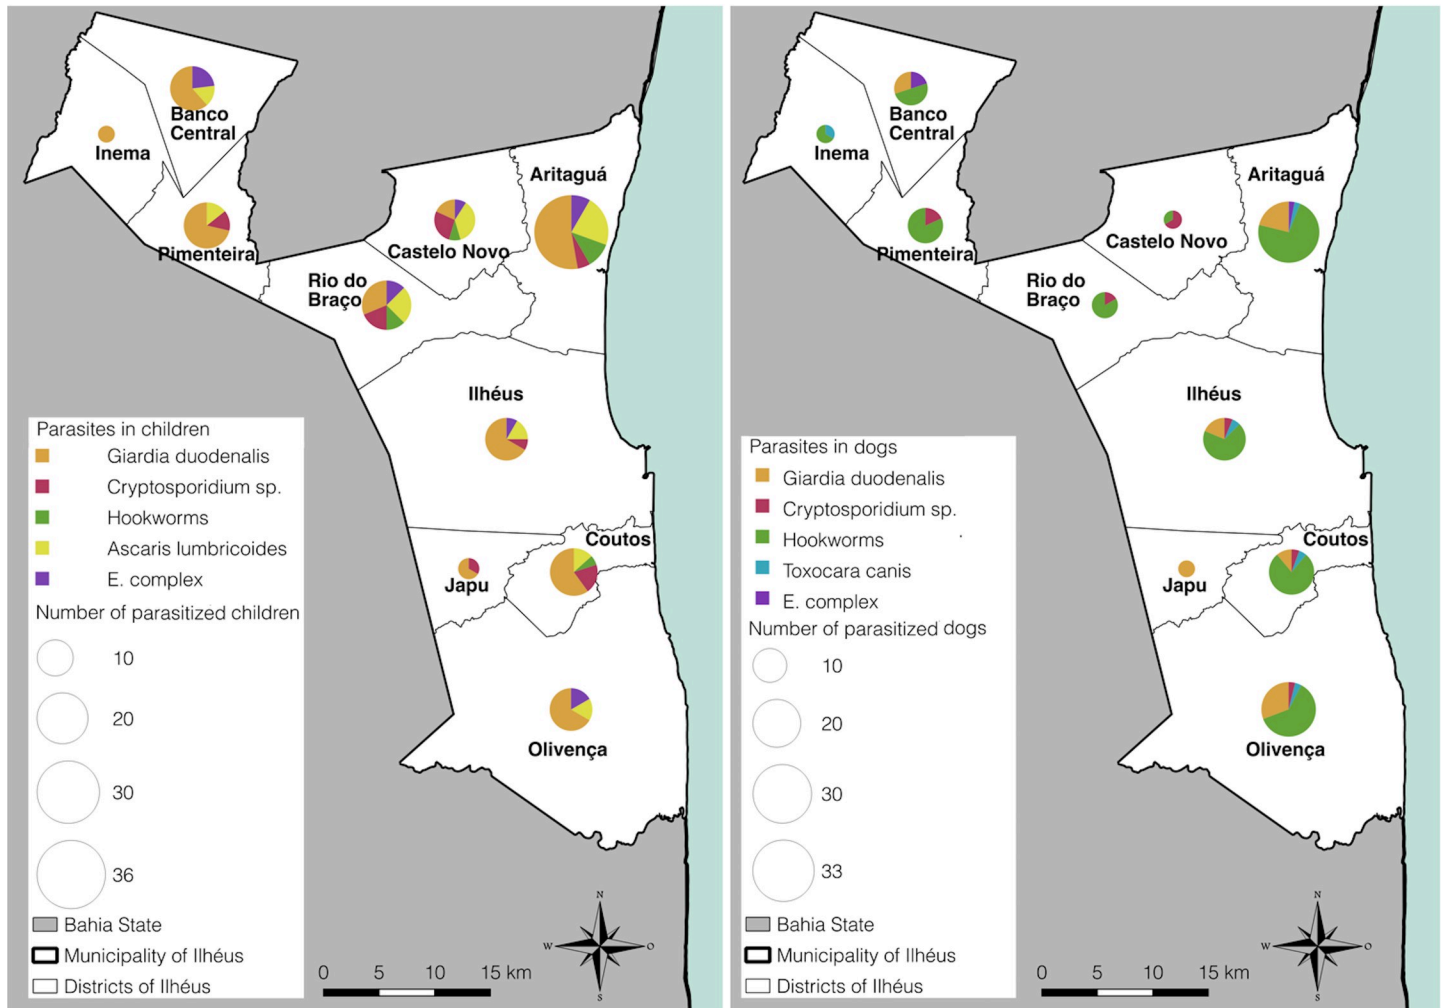 Banco
Central
Inema
Aritaguá
Pimenteira
Castelo Novo
Rio do
Braço
Ilhéus
Coutos
Japu
Olivença
Parasites in children
Giardia duodenalis
Cryptosporidium sp.
Hookworms
Ascaris lumbricoides
E. complex
Number of parasitized children
10
20
30
36
Bahia State
Municipality of Ilhéus
Districts of Ilhéus
0 5 10 15 km
N
W O
S
Banco
Central
Inema
Aritaguá
Pimenteira
Castelo Novo
Rio do
Braço
Ilhéus
Coutos
Japu
Olivença
Parasites in dogs
Giardia duodenalis
Cryptosporidium sp.
Hookworms
Toxocara canis
E. complex
Number of parasitized dogs
10
20
30
33
Bahia State
Municipality of Ilhéus
Districts of Ilhéus
0 5 10 15 km
N
W O
S